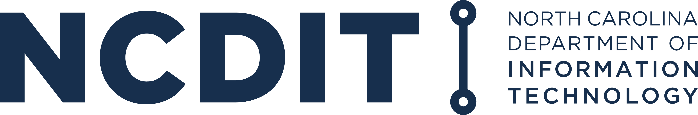 NCDIT
NORTH CAROLINA
DEPARTMENT OF
INFORMATION
TECHNOLOGY